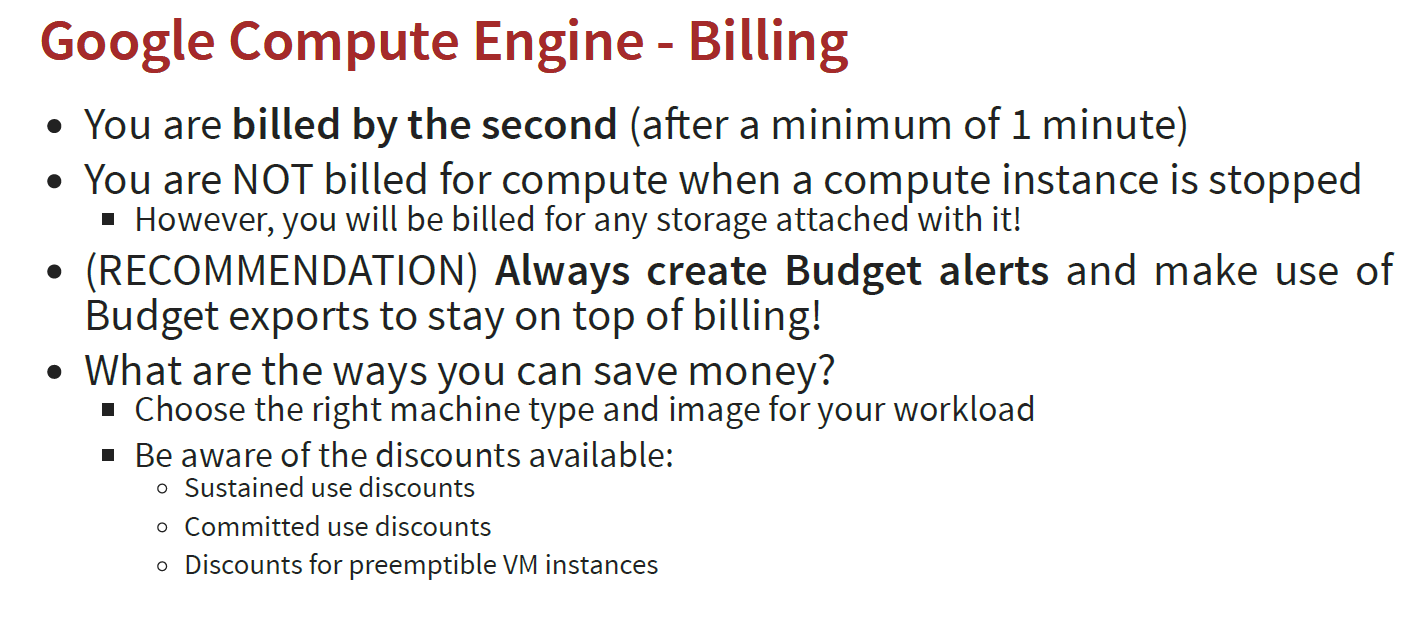 Google Compute Engine - Billing
• You are billed by the second (after a minimum of 1 minute)
• You are NOT billed for compute when a compute instance is stopped
▪ However, you will be billed for any storage attached with it!
• (RECOMMENDATION) Always create Budget alerts and make use of
Budget exports to stay on top of billing!
• What are the ways you can save money?
▪ Choose the right machine type and image for your workload
▪ Be aware of the discounts available:
○ Sustained use discounts
○ Committed use discounts
○ Discounts for preemptible VM instances